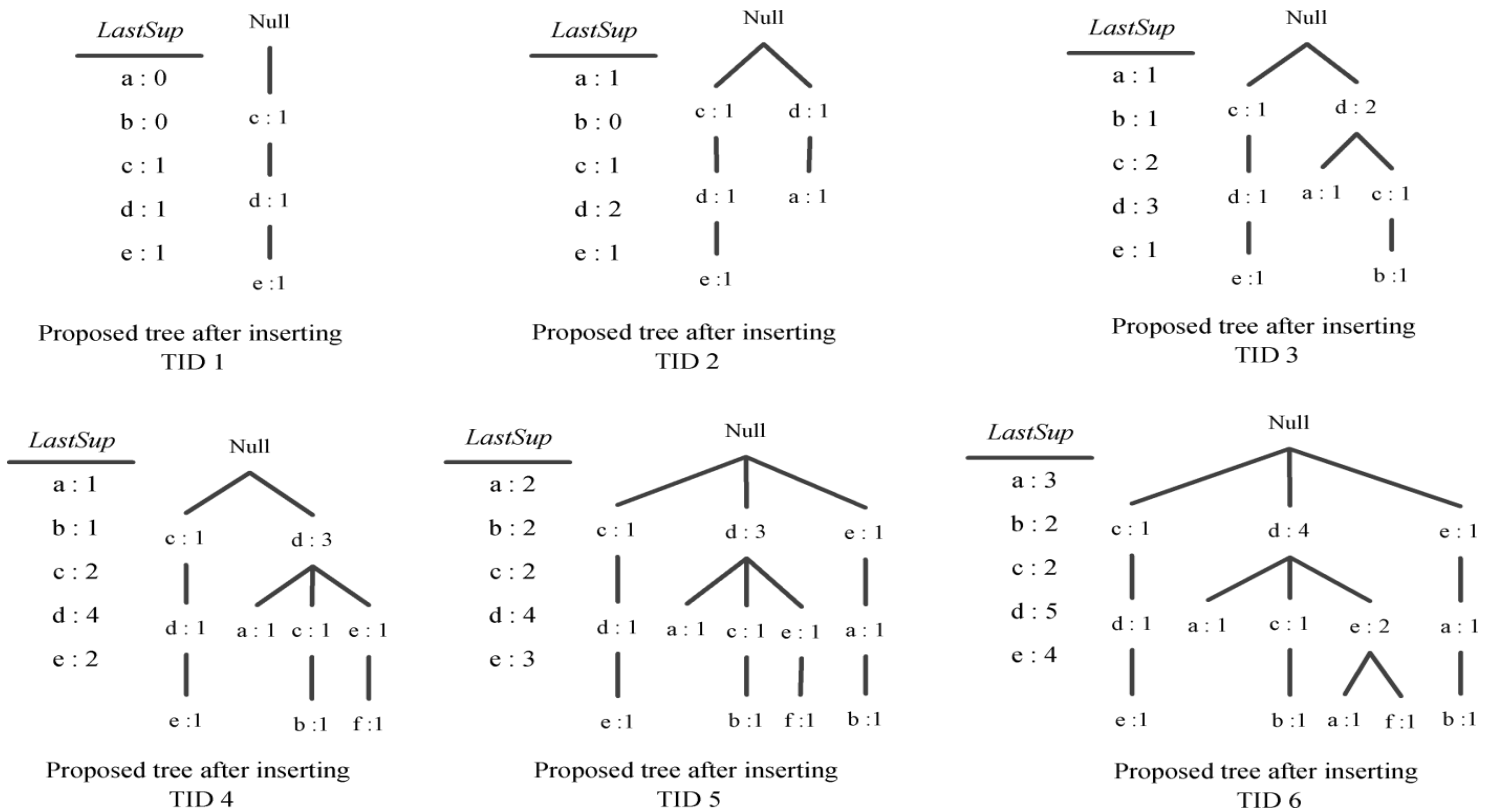 LastSup
a : 0
b : 0
c : 1
d : 1
e : 1
Null
c : 1
d : 1
e :1
Proposed tree after inserting
TID 1
LastSup
a : 1
b : 0
c : 1
d : 2
e : 1
Null
c : 1 d : 1
d : 1 a : 1
e :1
Proposed tree after inserting
TID 2
LastSup
a : 1
b : 1
c : 2
d : 3
e : 1
Null
c : 1 d : 2
d : 1 a : 1 c : 1
e :1 b :1
Proposed tree after inserting
TID 3
LastSup
a : 1
b : 1
c : 2
d : 4
e : 2
Null
c : 1 d : 3
d : 1 a : 1 c : 1 e : 1
e :1 b :1 f :1
Proposed tree after inserting
TID 4
LastSup
a : 2
b : 2
c : 2
d : 4
e : 3
Null
c : 1 d : 3 e : 1
d : 1 a : 1 c : 1 e : 1 a : 1
e :1 b :1 f :1 b :1
Proposed tree after inserting
TID 5
LastSup
a : 3
b : 2
c : 2
d : 5
e : 4
Null
c : 1 d : 4 e : 1
d : 1 a : 1 c : 1 e : 2 a : 1
e :1 b :1 a :1 f :1 b :1
Proposed tree after inserting
TID 6